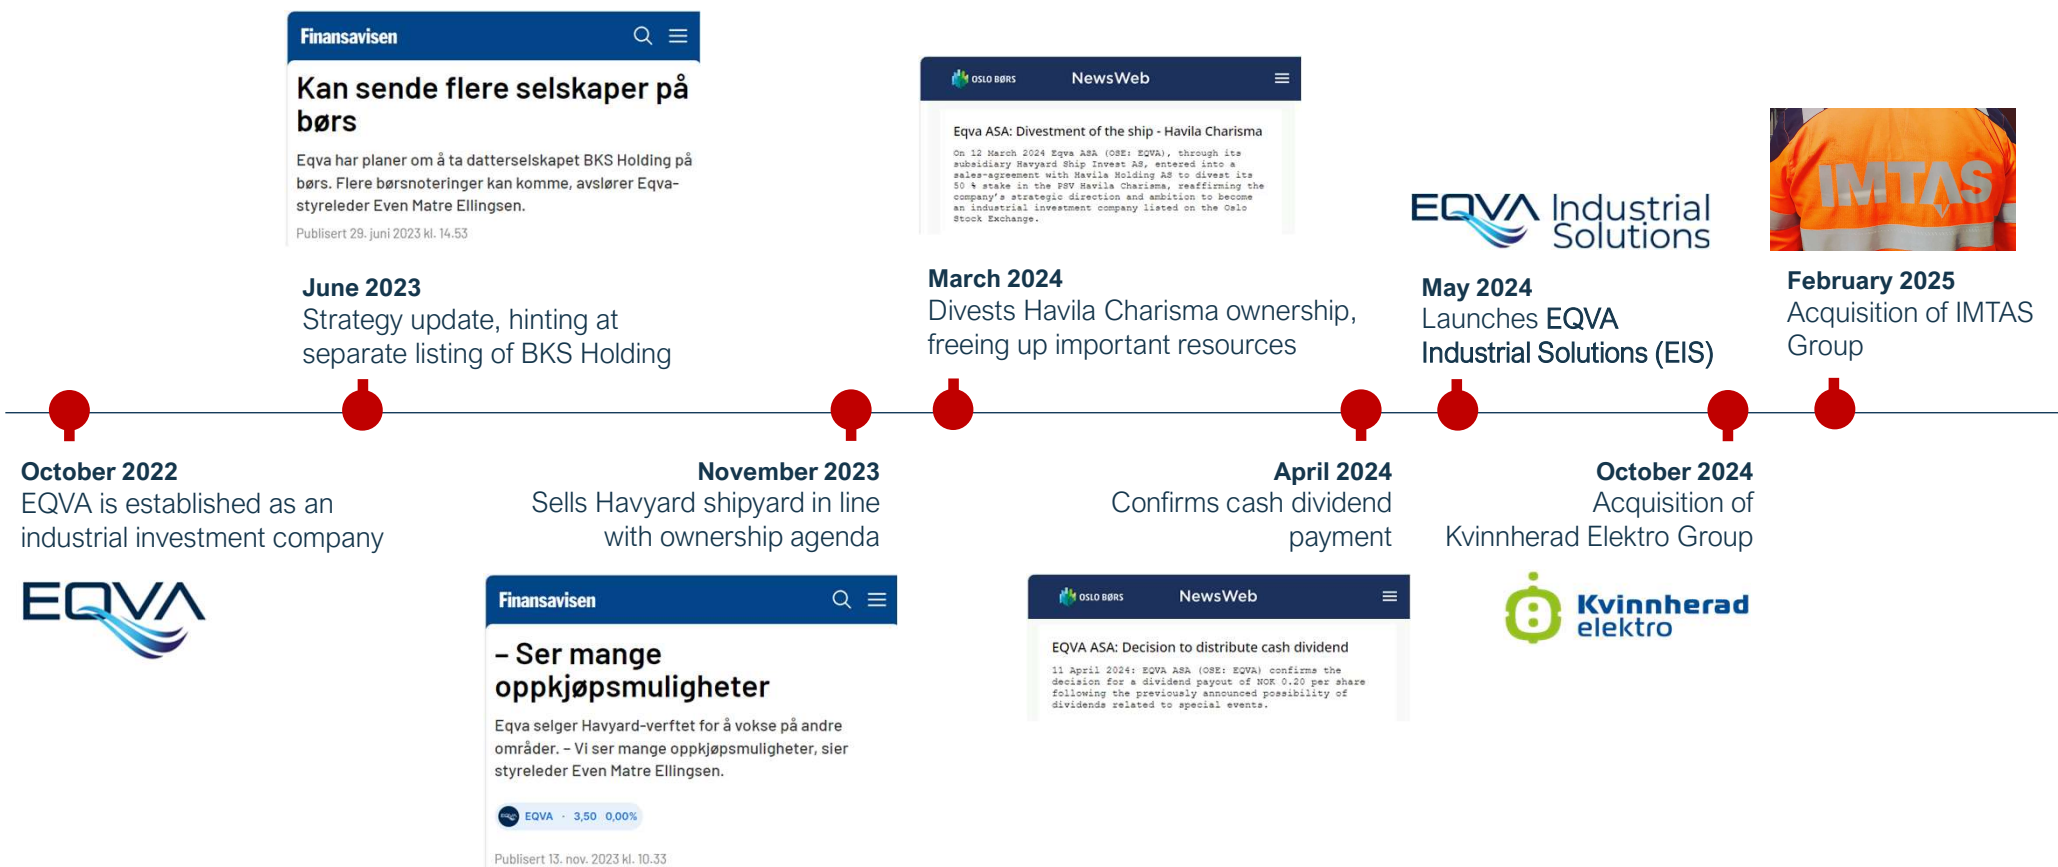 Finansavisen
Kan sende flere selskaper på
børs
Eqva har planer om å ta datterselskapet BKS Holding på
børs. Flere børsnoteringer kan komme, avslører Eqva-
styreleder Even Matre Ellingsen.
Publisert 29. juni 2023 kl. 14.53
June 2023
Strategy update, hinting at
separate listing of BKS Holding
OSLO BØRS NewsWeb
Eqva ASA: Divestment of the ship - Havila Charisma
On 12 March 2024 Eqva ASA (OSE: EQVA), through its
subsidiary Havyard Ship Invest AS, entered into a
sales-agreement with Havila Holding AS to divest its
50 % stake in the PSV Havila Charisma, reaffirming the
company's strategic direction and ambition to become
an industrial investment company listed on the Oslo
Stock Exchange.
March 2024
Divests Havila Charisma ownership,
freeing up important resources
EQVA Industrial
Solutions
May 2024
Launches EQVA
Industrial Solutions (EIS)
IMTAS
February 2025
Acquisition of IMTAS
Group
October 2022
EQVA is established as an
industrial investment company
EQVA
November 2023
Sells Havyard shipyard in line
with ownership agenda
Finansavisen
– Ser mange
oppkjøpsmuligheter
Eqva selger Havyard-verftet for å vokse på andre
områder. – Vi ser mange oppkjøpsmuligheter, sier
styreleder Even Matre Ellingsen.
EQVA · 3,50 0,00%
Publisert 13. nov. 2023 kl. 10.33
April 2024
Confirms cash dividend
payment
OSLO BØRS NewsWeb
EQVA ASA: Decision to distribute cash dividend
11 April 2024: EQVA ASA (OSE: EQVA) confirms the
decision for a dividend payout of NOK 0.20 per share
following the previously announced possibility of
dividends related to special events.
October 2024
Acquisition of
Kvinnherad Elektro Group
Kvinnherad
elektro